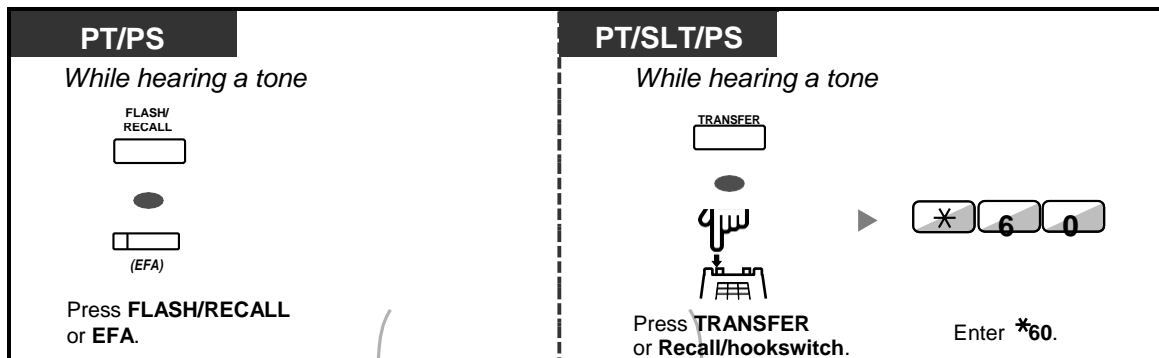 PT/PS
While hearing a tone
FLASH/
RECALL
(EFA)
Press FLASH/RECALL
or EFA.
PT/SLT/PS
While hearing a tone
TRANSFER
* 6 0
Press TRANSFER
or Recall/hookswitch.
Enter *60.